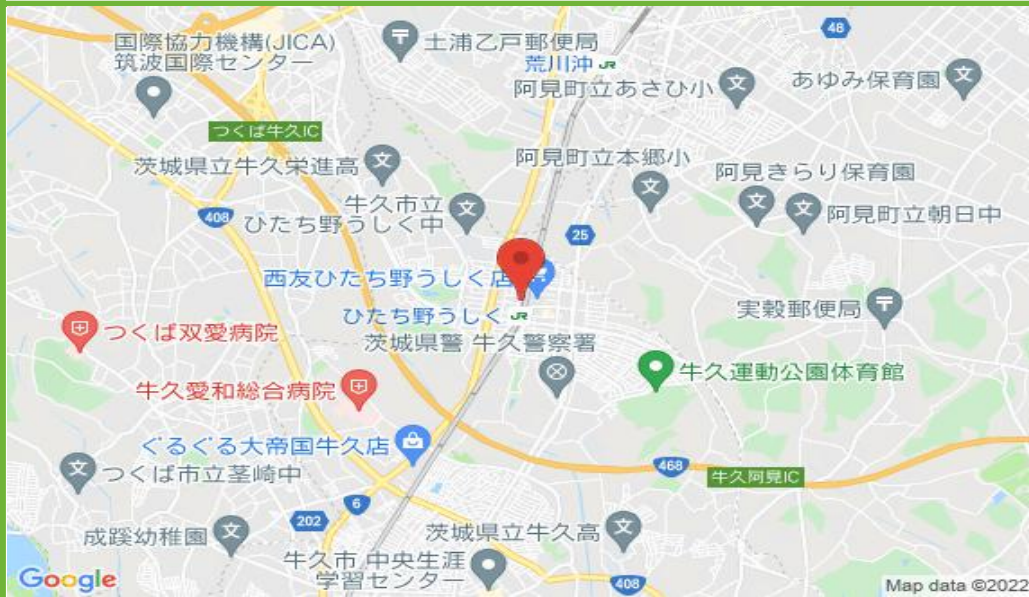 48
国際協力機構(JICA)
筑波国際センター
土浦乙戸郵便局
荒川沖 JR
阿見町立あさひ小
あゆみ保育園
つくば牛久IC
茨城県立牛久栄進高
阿見町立本郷小
阿見きらり保育園
牛久市立
ひたち野うしく中
408
25
阿見町立朝日中
西友ひたち野うしく店
ひたち野うしく JR
実穀郵便局
つくば双愛病院
茨城県警 牛久警察署
牛久愛和総合病院
牛久運動公園体育館
ぐるぐる大帝国牛久店
つくば市立茎崎中
468
牛久阿見IC
6
202
成蹊幼稚園
茨城県立牛久高
牛久市 中央生涯
学習センター
408
Google
Map data ©2022